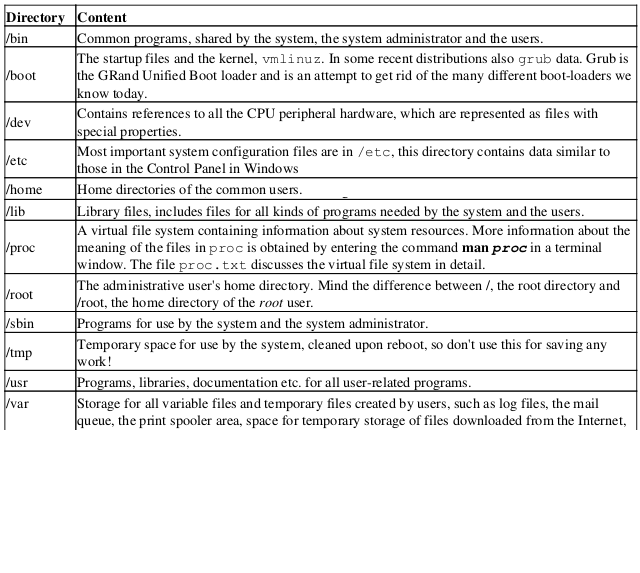 Directory Content
/bin Common programs, shared by the system, the system administrator and the users.
The startup files and the kernel, vmlinuz. In some recent distributions also grub data. Grub is
/boot the GRand Unified Boot loader and is an attempt to get rid of the many different boot-loaders we
know today.
/dev Contains references to all the CPU peripheral hardware, which are represented as files with
special properties.
/etc Most important system configuration files are in /etc, this directory contains data similar to
those in the Control Panel in Windows
/home Home directories of the common users.
/lib Library files, includes files for all kinds of programs needed by the system and the users.
A virtual file system containing information about system resources. More information about the
/proc meaning of the files in proc is obtained by entering the command man proc in a terminal
window. The file proc.txt discusses the virtual file system in detail.
/root The administrative user's home directory. Mind the difference between /, the root directory and
/root, the home directory of the root user.
/sbin Programs for use by the system and the system administrator.
/tmp Temporary space for use by the system, cleaned upon reboot, so don't use this for saving any
work!
/usr Programs, libraries, documentation etc. for all user-related programs.
/var Storage for all variable files and temporary files created by users, such as log files, the mail
queue, the print spooler area, space for temporary storage of files downloaded from the Internet,